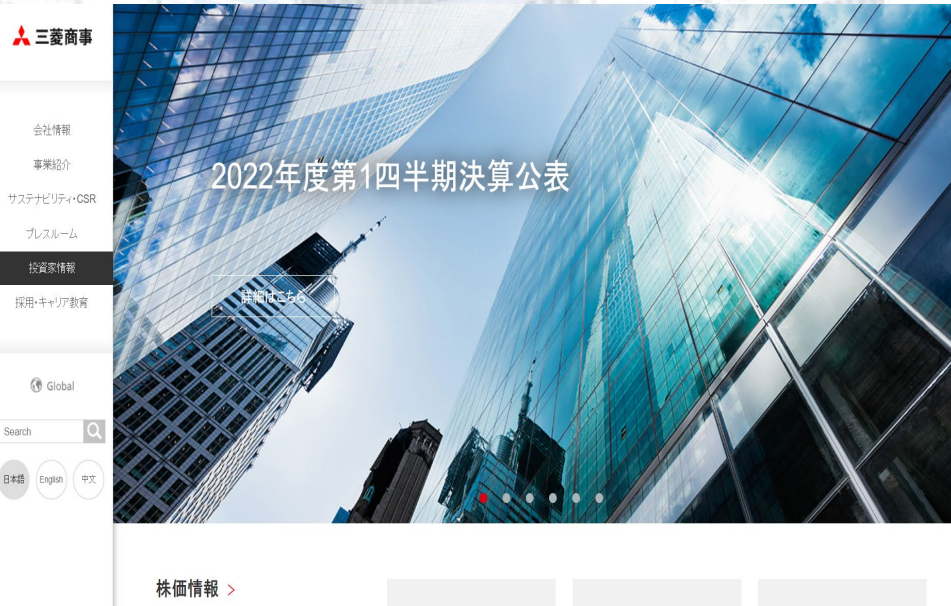 三菱商事
会社情報
事業紹介
サステナビリティ・CSR
プレスルーム
投資家情報
採用・キャリア教育
Global
Search
日本語 English 中文
2022年度第1四半期決算公表
詳細はこちら
株価情報 >